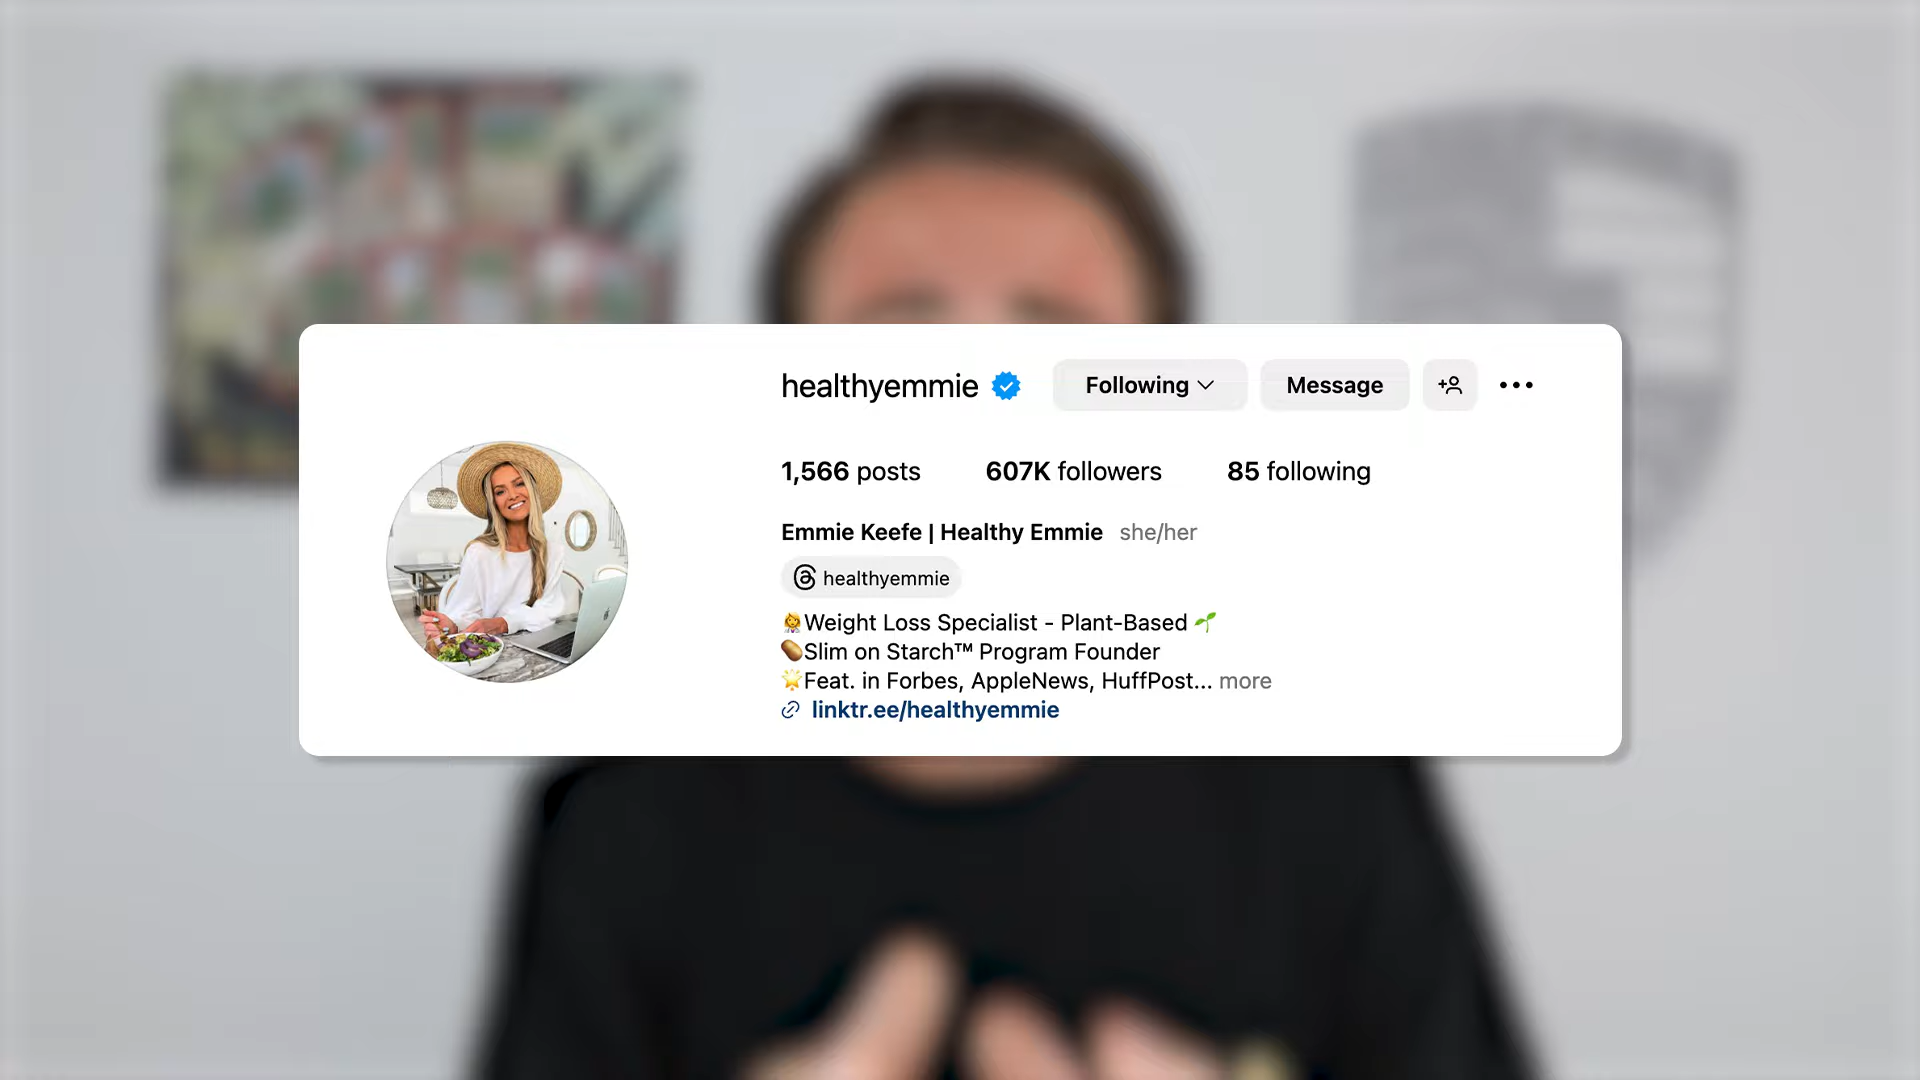 healthyemmie Following Message
1,566 posts 607K followers 85 following
Emmie Keefe | Healthy Emmie she/her
healthyemmie
👩‍⚕️Weight Loss Specialist - Plant-Based 🌱
🥔Slim on Starch™ Program Founder
🌟Feat. in Forbes, AppleNews, HuffPost... more
linktr.ee/healthyemmie